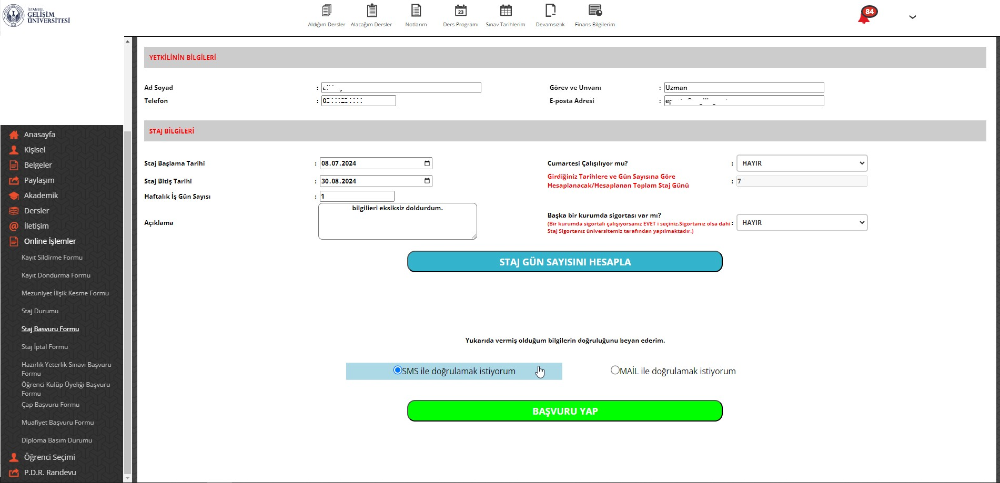 İSTANBUL
GELİŞİM
ÜNİVERSİTESİ
Aldığım Dersler
Alacağım Dersler
Notlarım
23
Ders Programı
Sınav Tarihlerim
Devamsızlık
Finans Bilgilerim
84
Anasayfa
Kişisel
Belgeler
Paylaşım
Akademik
Dersler
İletişim
Online İşlemler
Kayıt Sildirme Formu
Kayıt Dondurma Formu
Mezuniyet İlişik Kesme Formu
Staj Durumu
Staj Basvuru Formu
Staj İptal Formu
Hazırlık Yeterlik Sınavı Başvuru
Formu
Öğrenci Kulüp Üyeliği Başvuru
Formu
Çap Başvuru Formu
Muafiyet Başvuru Formu
Diploma Basım Durumu
Öğrenci Seçimi
P.D.R. Randevu
YETKİLİNİN BİLGİLERİ
Ad Soyad :
Görev ve Unvanı : Uzman
Telefon :
E-posta Adresi :
STAJ BİLGİLERİ
Staj Başlama Tarihi : 08.07.2024
Cumartesi Çalışılıyor mu? : HAYIR
Staj Bitiş Tarihi : 30.08.2024
Girdiğiniz Tarihlere ve Gün Sayısına Göre
Hesaplanacak/Hesaplanan Toplam Staj Günü : 7
Haftalık İş Gün Sayısı : 1
Açıklama
bilgilieri eksiksiz doldurdum.
Başka bir kurumda sigortası var mı?
(Bir kurumda sigortalı çalışıyorsanız EVET i seçiniz.Sigortanız olsa dahi : HAYIR
Staj Sigortanız üniversitemiz tarafından yapılmaktadır.)
STAJ GÜN SAYISINI HESAPLA
Yukarıda vermiş olduğum bilgilerin doğruluğunu beyan ederim.
SMS ile doğrulamak istiyorum
MAİL ile doğrulamak istiyorum
BAŞVURU YAP